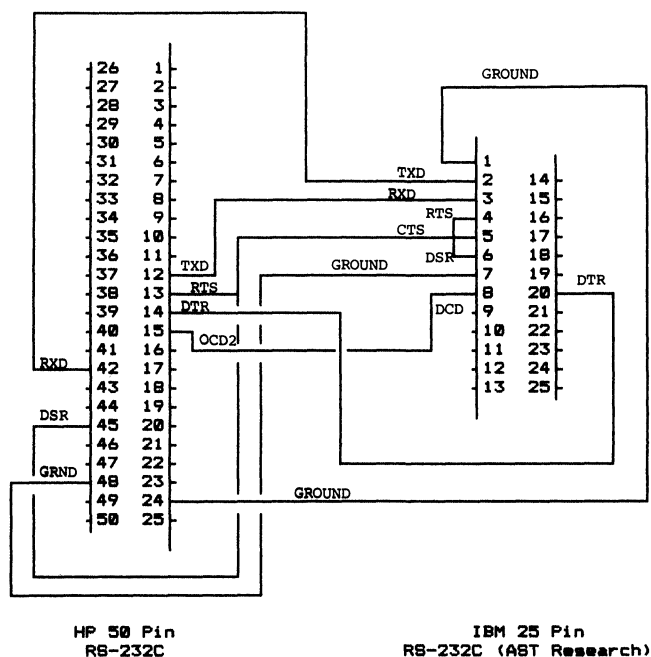 GROUND
26 1
27 2
28 3
29 4
30 5
31 6 1
32 7 TXD 2 14
33 8 RXD 3 15
34 9 RTS 4 16
35 10 CTS 5 17
36 11 DSR 6 18
37 12 TXD GROUND 7 19
38 13 RTS 8 20 DTR
39 14 DTR DCD 9 21
40 15 10 22
41 16 OCD2 11 23
RXD 42 17 12 24
43 18 13 25
44 19
DSR 45 20
46 21
47 22
GRND 48 23
49 24 GROUND
50 25
HP 50 Pin
RS-232C
IBM 25 Pin
RS-232C (AST Research)